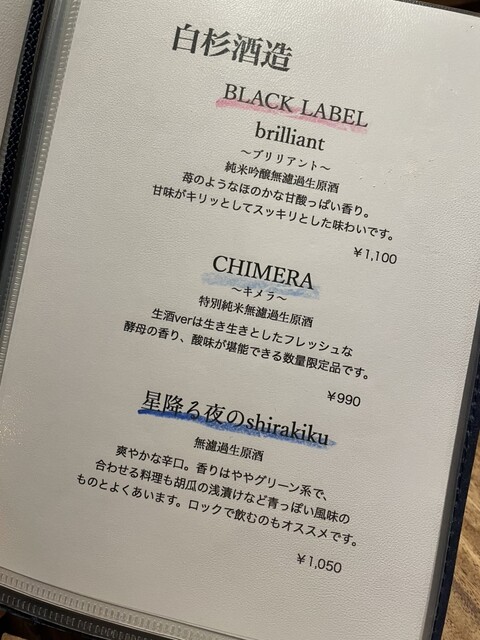 白杉酒造
BLACK LABEL
brilliant
～ブリリアント～
純米吟醸無濾過生原酒
苺のようなほのかな甘酸っぱい香り。
甘味がキリッとしてスッキリとした味わいです。
￥1,100
CHIMERA
～キメラ～
特別純米無濾過生原酒
生酒verは生き生きとしたフレッシュな
酵母の香り、酸味が堪能できる数量限定品です。
￥990
星降る夜のshirakiku
無濾過生原酒
爽やかな辛口。香りはややグリーン系で、
合わせる料理も胡瓜の浅漬けなど青っぽい風味の
ものとよくあいます。ロックで飲むのもオススメです。
￥1,050